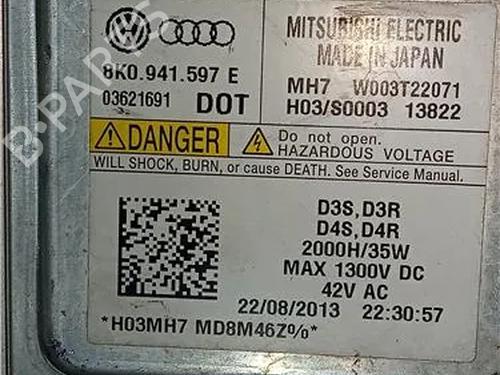 MITSUBISHI ELECTRIC
MADE IN JAPAN
8K0.941.597 E
03621691 DOT
MH7 W003T22071
H03/S0003 13822
DANGER
Do not open.
HAZARDOUS VOLTAGE
WILL SHOCK, BURN, or cause DEATH. See Service Manual.
D3S,D3R
D4S,D4R
2000H/35W
MAX 1300V DC
42V AC
22/08/2013 22:30:57
*H03MH7 MD8M46Z%*
B-PARTS